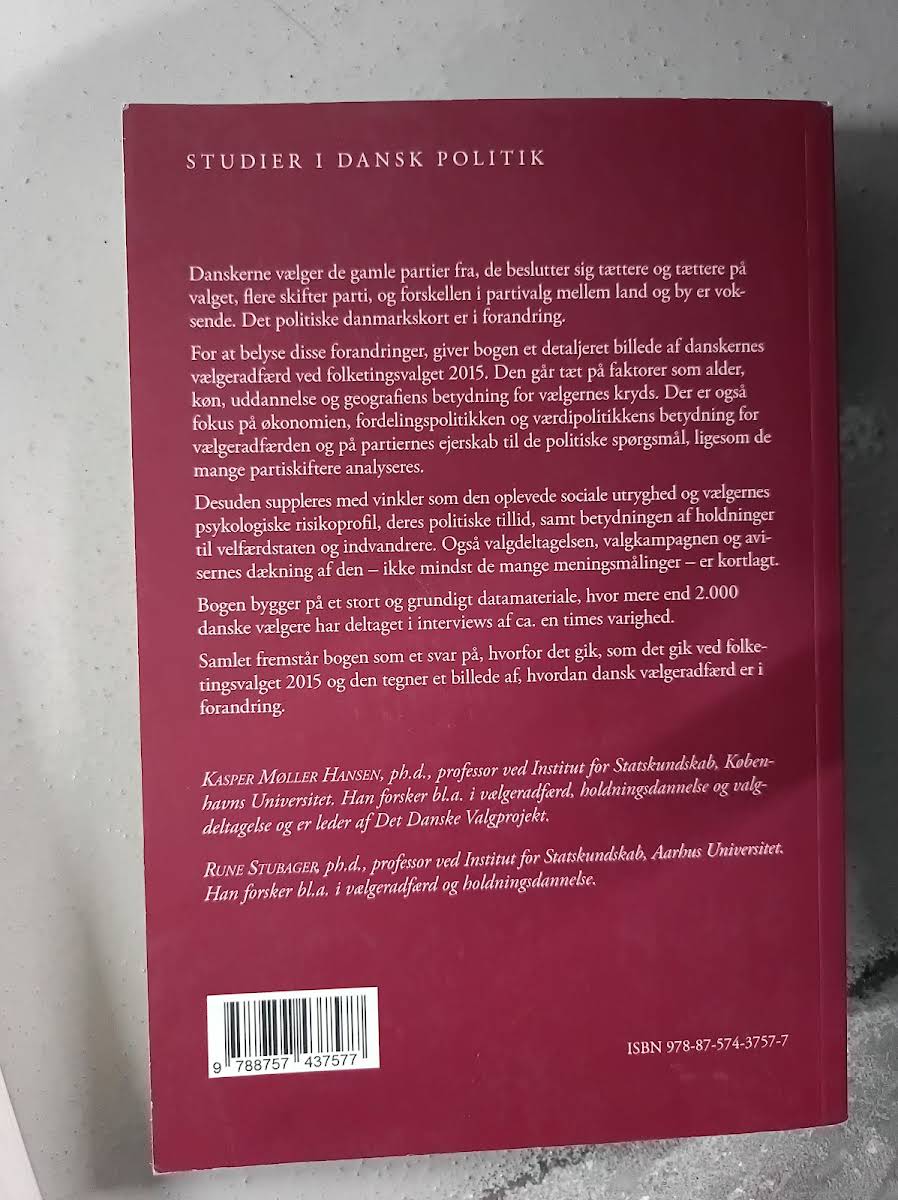 STUDIER I DANSK POLITIK
Danskerne vælger de gamle partier fra, de beslutter sig tættere og tættere på
valget, flere skifter parti, og forskellen i partivalg mellem land og by er vok-
sende. Det politiske danmarkskort er i forandring.
For at belyse disse forandringer, giver bogen et detaljeret billede af danskernes
vælgeradfærd ved folketingsvalget 2015. Den går tæt på faktorer som alder,
køn, uddannelse og geografiens betydning for vælgernes kryds. Der er også
fokus på økonomien, fordelingspolitikken og værdipolitikkens betydning for
vælgeradfærden og på partiernes ejerskab til de politiske spørgsmål, ligesom de
mange partiskiftere analyseres.
Desuden suppleres med vinkler som den oplevede sociale utryghed og vælgernes
psykologiske risikoprofil, deres politiske tillid, samt betydningen af holdninger
til velfærdstaten og indvandrere. Også valgdeltagelsen, valgkampagnen og avi-
sernes dækning af den – ikke mindst de mange meningsmålinger – er kortlagt.
Bogen bygger på et stort og grundigt datamateriale, hvor mere end 2.000
danske vælgere har deltaget i interviews af ca. en times varighed.
Samlet fremstår bogen som et svar på, hvorfor det gik, som det gik ved folke-
tingsvalget 2015 og den tegner et billede af, hvordan dansk vælgeradfærd er i
forandring.
KASPER MØLLER HANSEN, ph.d., professor ved Institut for Statskundskab, Køben-
havns Universitet. Han forsker bl.a. i vælgeradfærd, holdningsdannelse og valg-
deltagelse og er leder af Det Danske Valgprojekt.
RUNE STUBAGER, ph.d., professor ved Institut for Statskundskab, Aarhus Universitet.
Han forsker bl.a. i vælgeradfærd og holdningsdannelse.
ISBN 978-87-574-3757-7
9 788757 437577